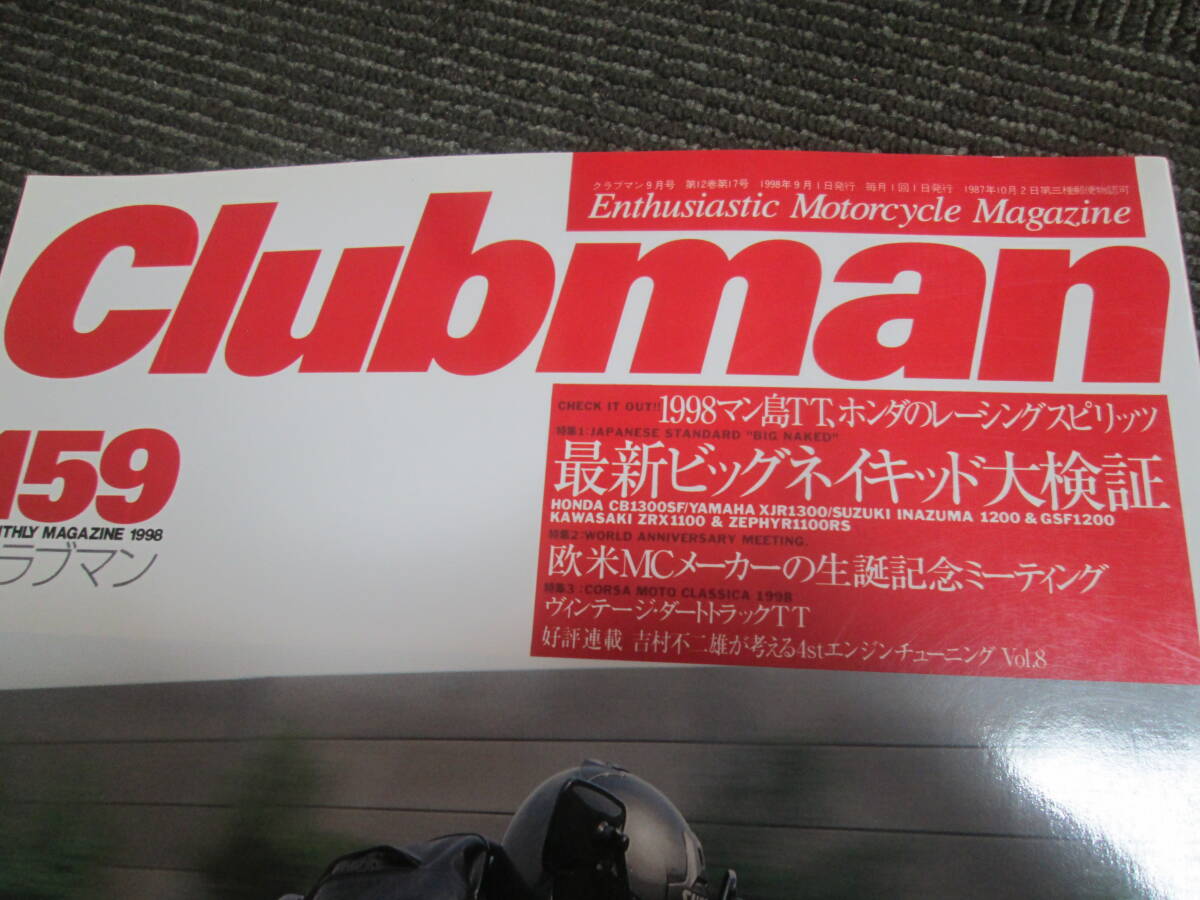 クラブマン9月号 第12巻第17号 1998年9月1日発行 毎月1回1日発行 1987年10月2日第三種郵便物認可
Enthusiastic Motorcycle Magazine
Clubman
159
NTHLY MAGAZINE 1998
ラブマン
CHECK IT OUT!! 1998マン島TT、ホンダのレーシングスピリッツ
特集1:JAPANESE STANDARD "BIG NAKED"
最新ビッグネイキッド大検証
HONDA CB1300SF/YAMAHA XJR1300/SUZUKI INAZUMA 1200 & GSF1200
KAWASAKI ZRX1100 & ZEPHYR1100RS
特集2:WORLD ANNIVERSARY MEETING.
欧米MCメーカーの生誕記念ミーティング
特集3:CORSA MOTO CLASSICA 1998
ヴィンテージ・ダートトラックTT
好評連載 吉村不二雄が考える4stエンジンチューニング Vol.8